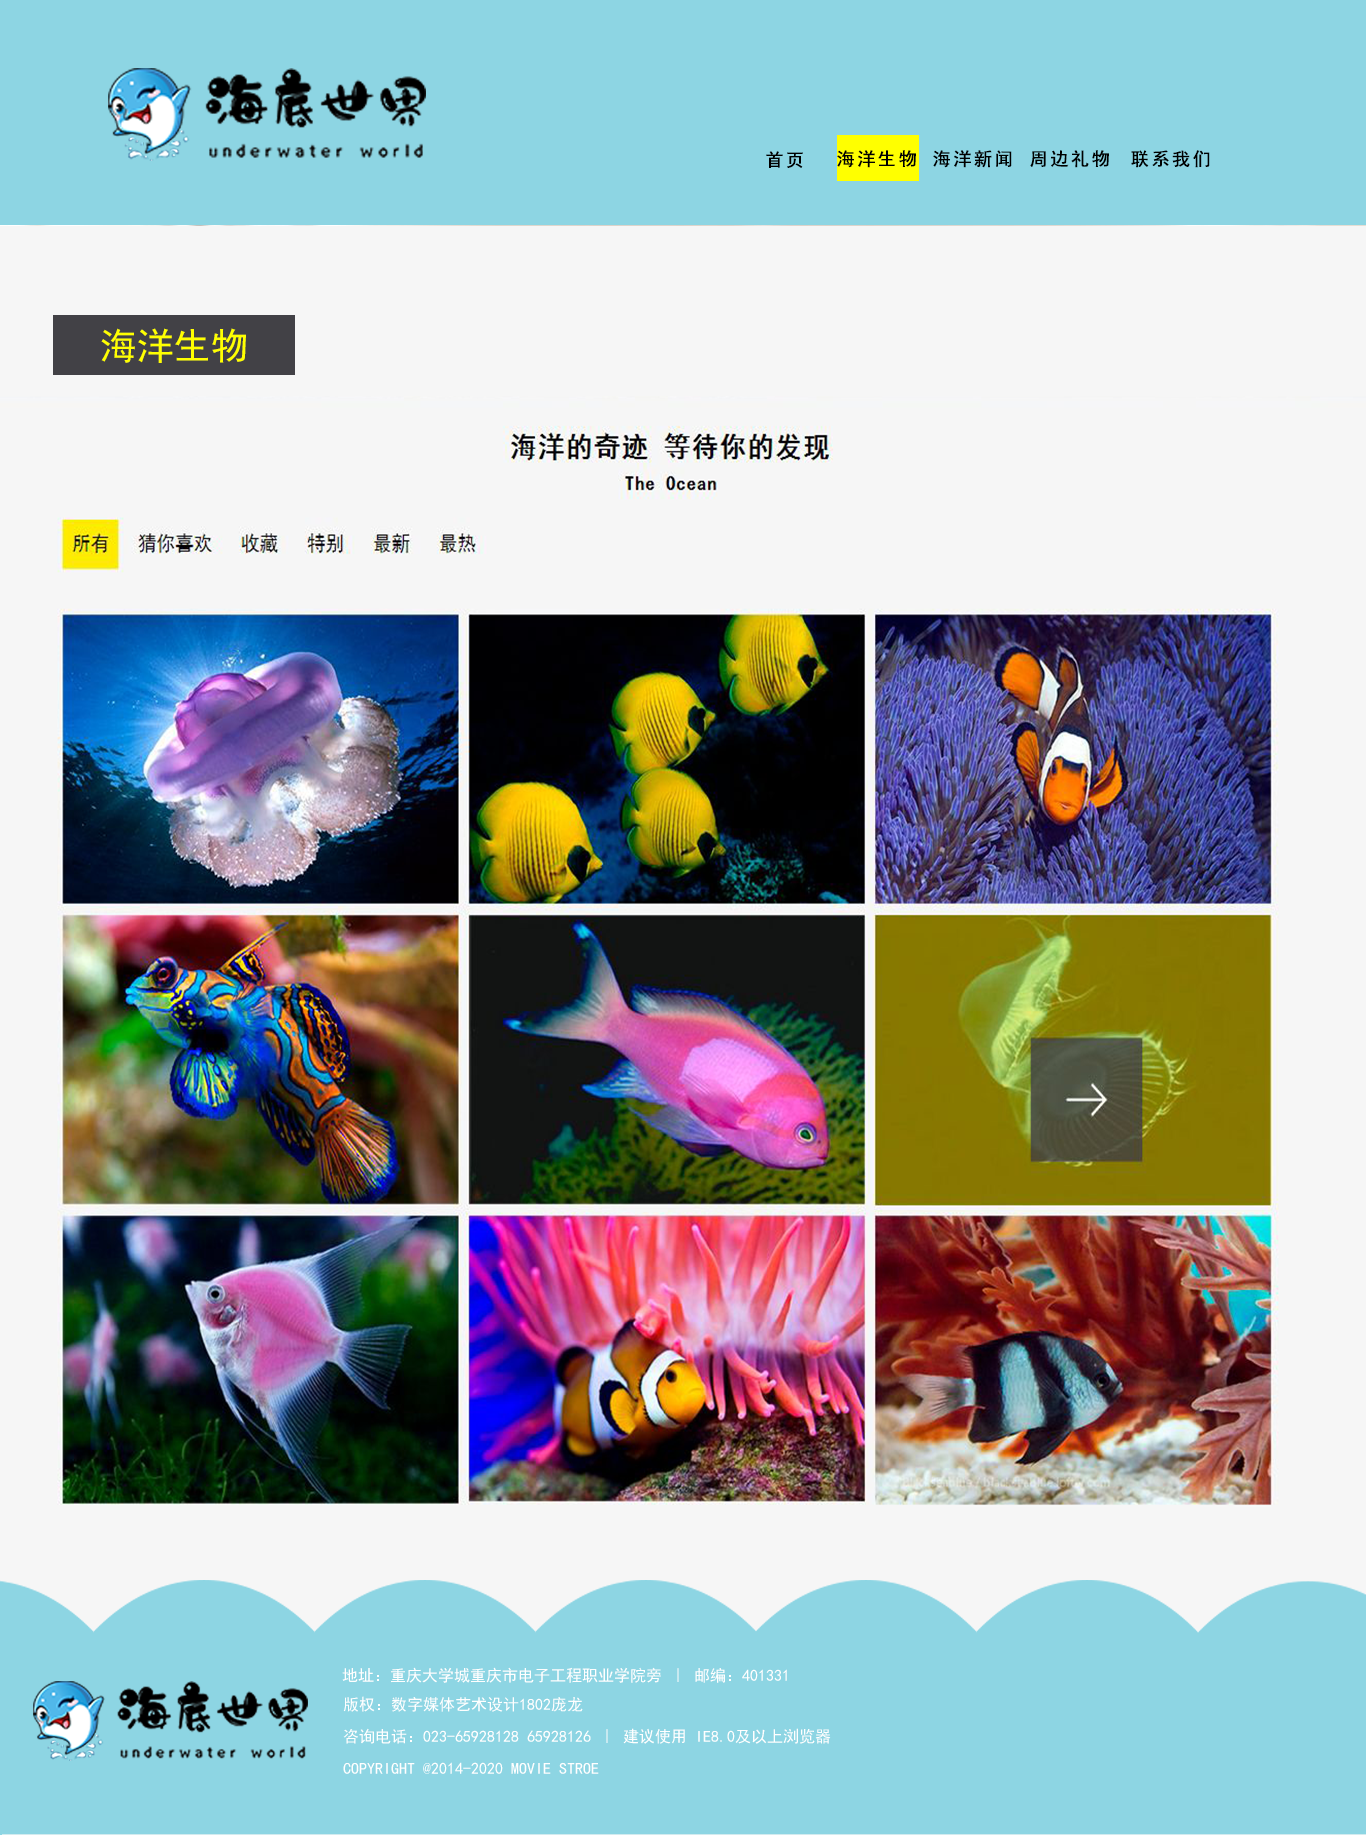 海底世界
underwater world
首页 海洋生物 海洋新闻 周边礼物 联系我们
海洋生物
海洋的奇迹 等待你的发现
The Ocean
所有 猜你喜欢 收藏 特别 最新 最热
海底世界
underwater world
地址：重庆大学城重庆市电子工程职业学院旁 | 邮编：401331
版权：数字媒体艺术设计1802庞龙
咨询电话：023-65928128 65928126 | 建议使用 IE8.0及以上浏览器
COPYRIGHT @2014-2020 MOVIE STROE